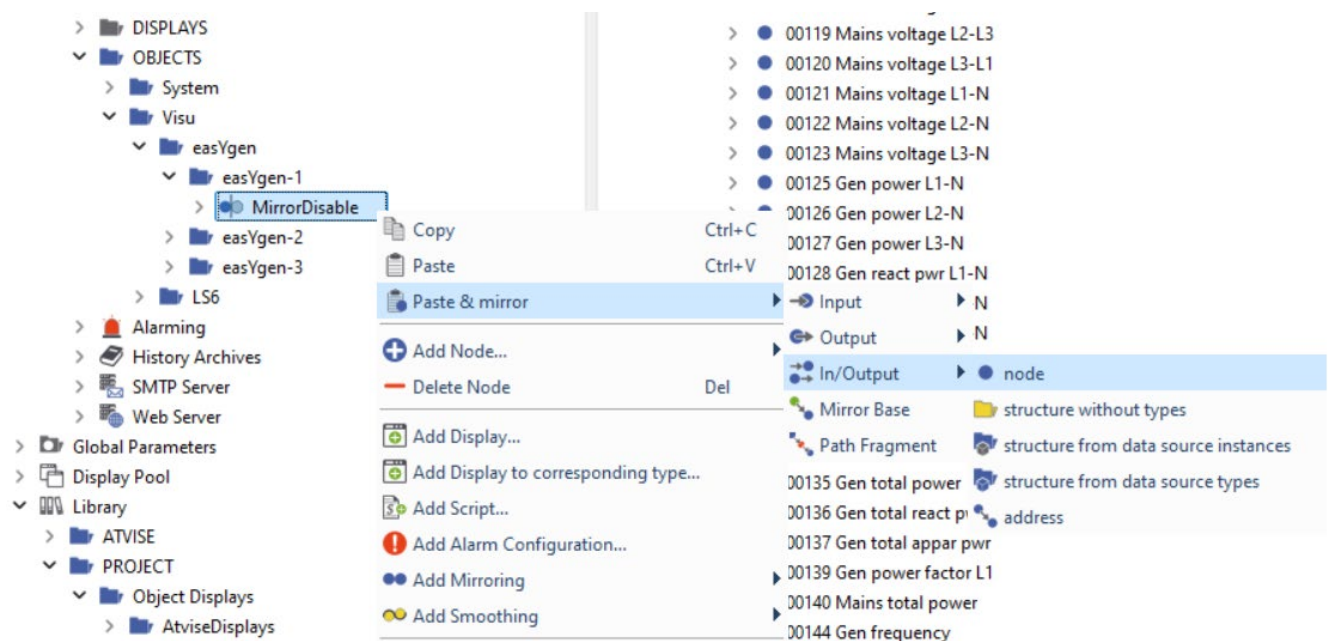 DISPLAYS
OBJECTS
System
Visu
easYgen
easYgen-1
MirrorDisable
easYgen-2
easYgen-3
LS6
Alarming
History Archives
SMTP Server
Web Server
Global Parameters
Display Pool
Library
ATVISE
PROJECT
Object Displays
AtviseDisplays
Copy Ctrl+C
Paste Ctrl+V
Paste & mirror
Add Node...
Delete Node Del
Add Display...
Add Display to corresponding type...
Add Script...
Add Alarm Configuration...
Add Mirroring
Add Smoothing
00119 Mains voltage L2-L3
00120 Mains voltage L3-L1
00121 Mains voltage L1-N
00122 Mains voltage L2-N
00123 Mains voltage L3-N
00125 Gen power L1-N
00126 Gen power L2-N
00127 Gen power L3-N
00128 Gen react pwr L1-N
N
N
Input
Output
In/Output
Mirror Base
Path Fragment
node
structure without types
structure from data source instances
structure from data source types
address
00135 Gen total power
00136 Gen total react
00137 Gen total appar pwr
00139 Gen power factor L1
00140 Mains total power
00144 Gen frequency